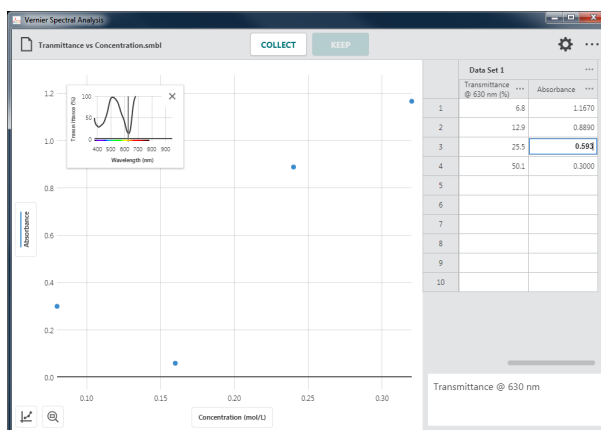 Vernier Spectral Analysis
Tranmittance vs Concentration.smbl
COLLECT
KEEP
Data Set 1
Transmittance @ 630 nm (%)
Absorbance
1 6.8 1.1670
2 12.9 0.8890
3 25.5 0.593
4 50.1 0.3000
5
6
7
8
9
10
Transmittance @ 630 nm
1.2
1.0
0.8
0.6
0.4
0.2
0.0
Absorbance
0.10 0.15 0.20 0.25 0.30
Concentration (mol/L)
Transmittance (%)
100
50
0
400 500 600 700 800 900
Wavelength (nm)